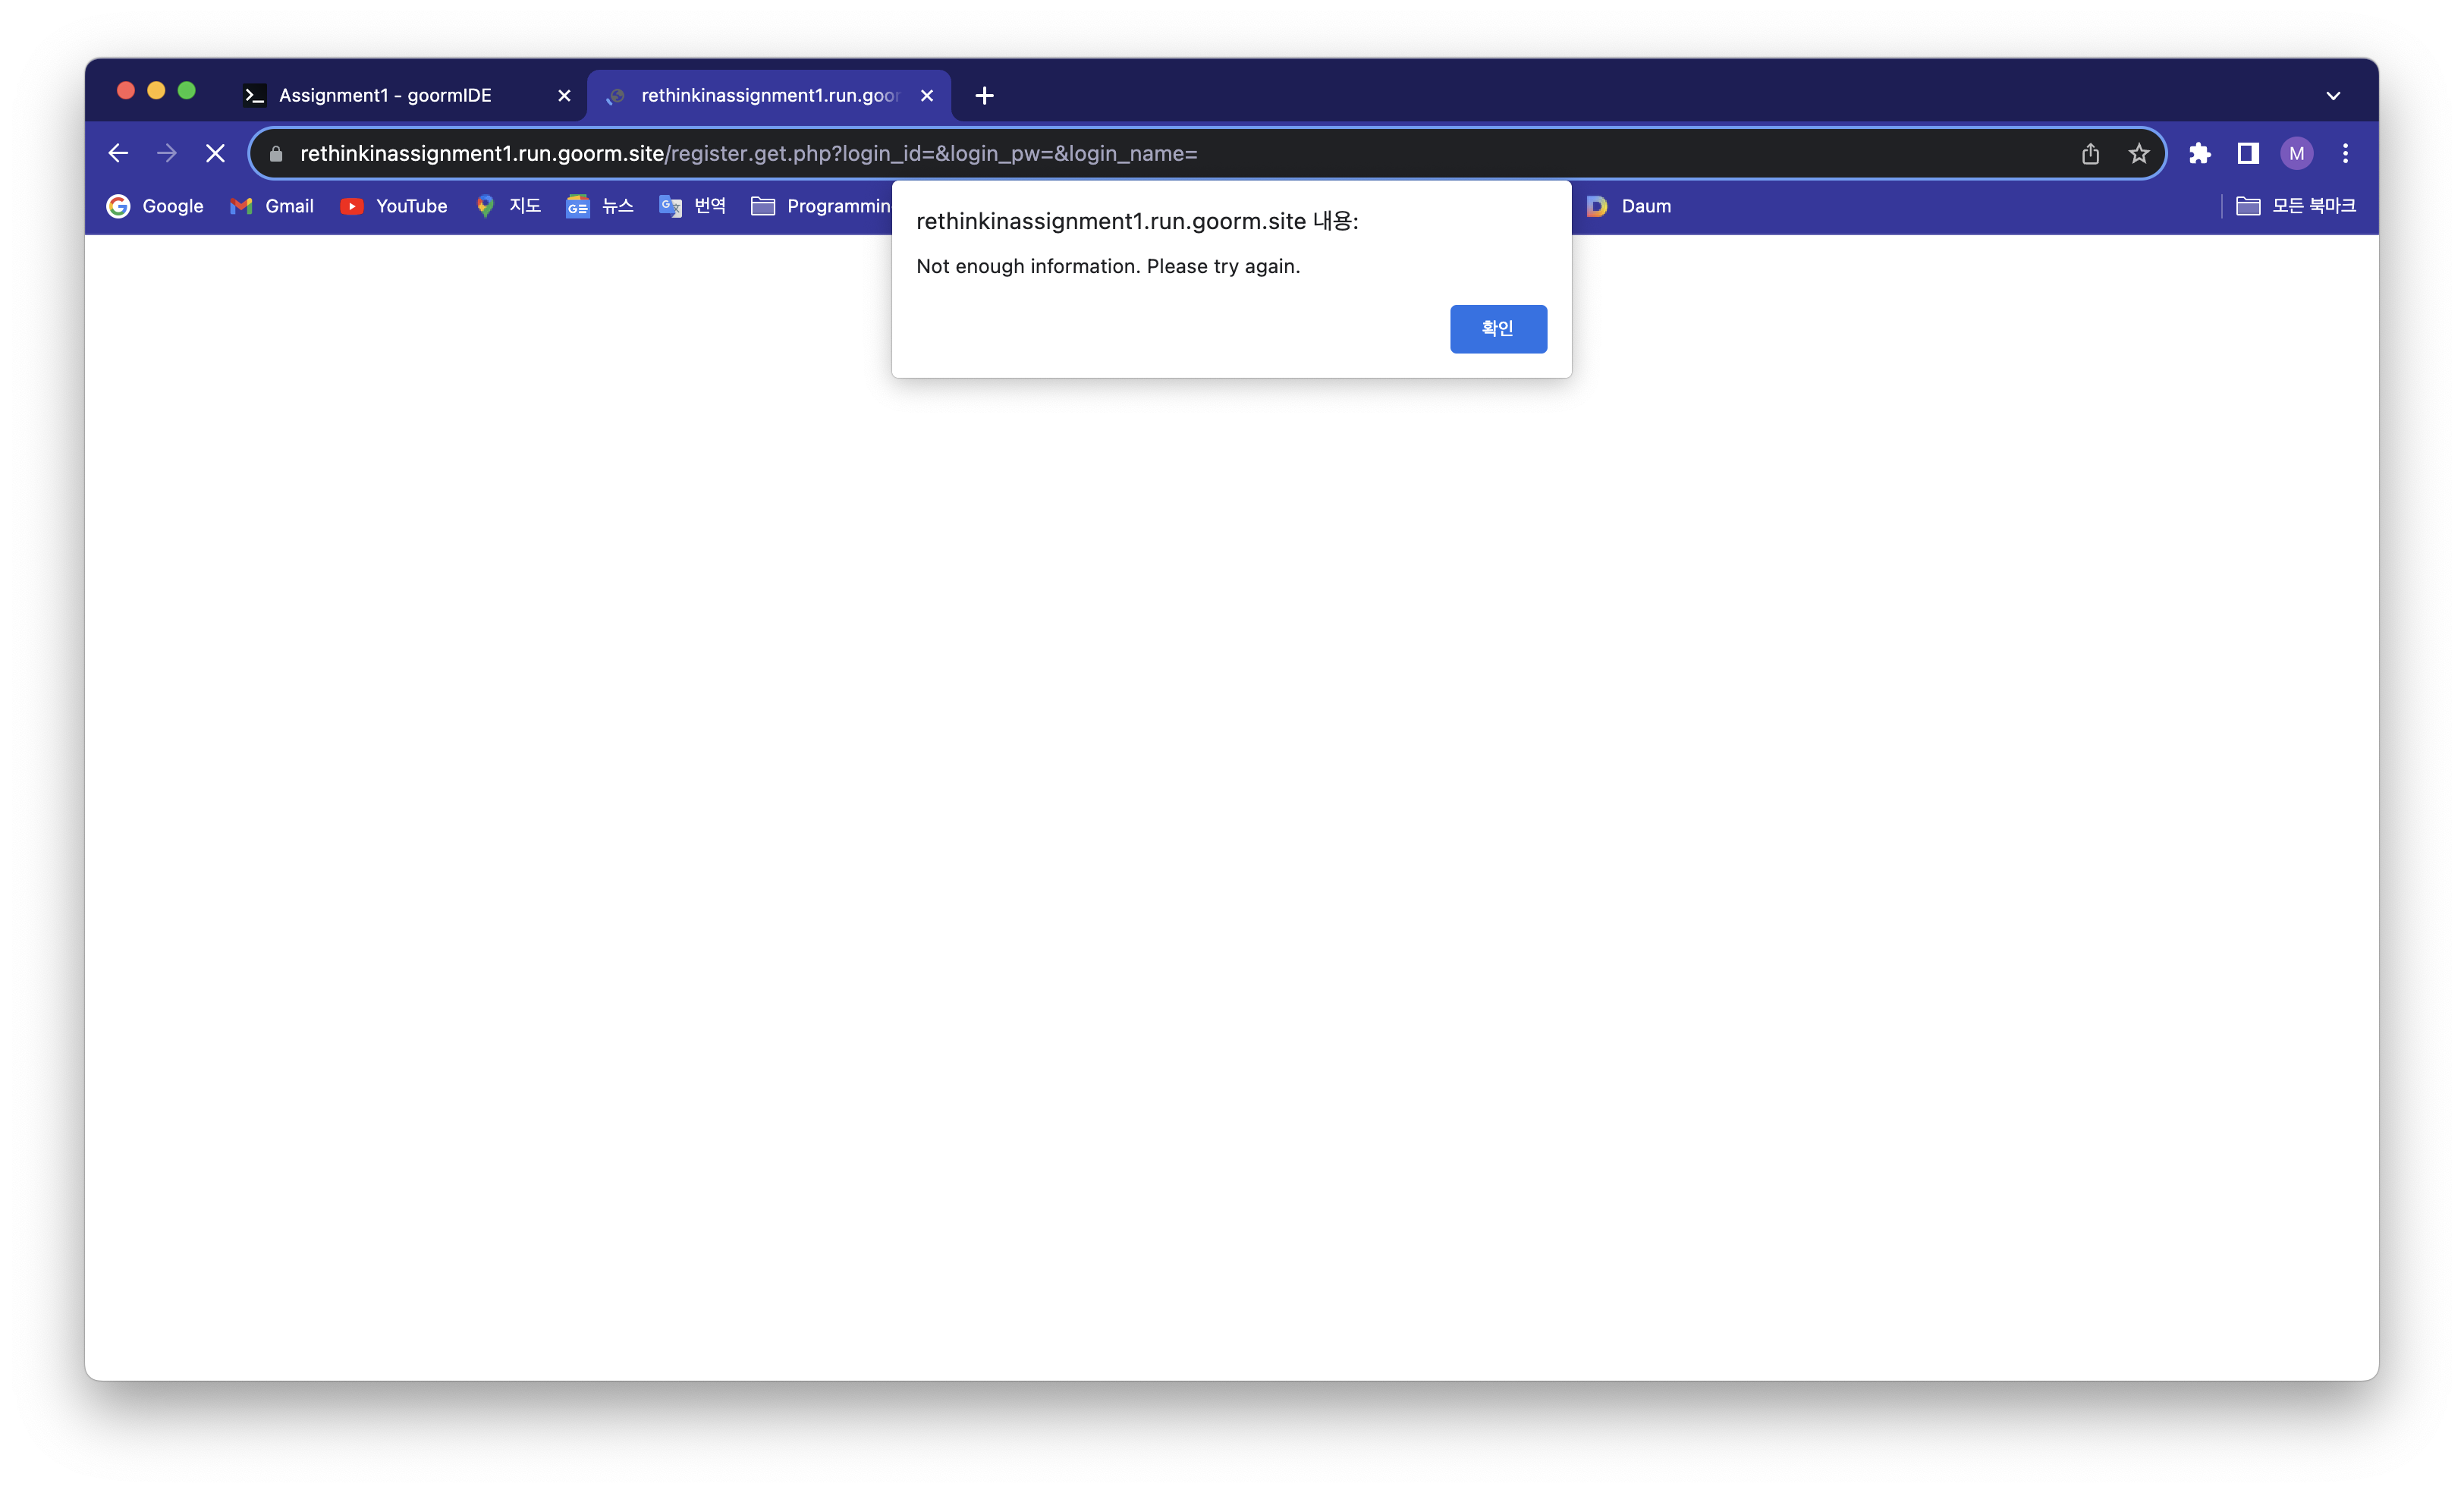 Assignment1 - goormIDE
rethinkinassignment1.run.goor
rethinkinassignment1.run.goorm.site/register.get.php?login_id=&login_pw=&login_name=
M
Google Gmail YouTube 지도 뉴스 번역 Programmin Daum 모든 북마크
rethinkinassignment1.run.goorm.site 내용:
Not enough information. Please try again.
확인